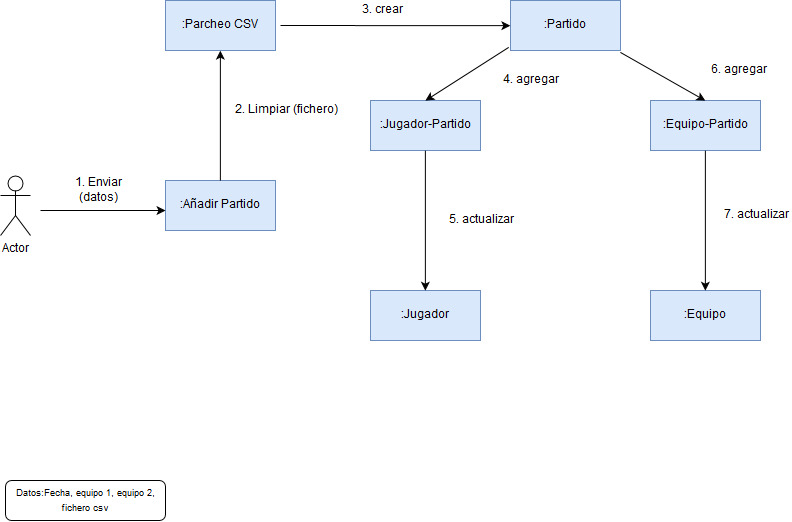 3. crear
:Parcheo CSV
:Partido
4. agregar
6. agregar
2. Limpiar (fichero)
:Jugador-Partido
:Equipo-Partido
1. Enviar
(datos)
:Añadir Partido
5. actualizar
7. actualizar
Actor
:Jugador
:Equipo
Datos:Fecha, equipo 1, equipo 2,
fichero csv